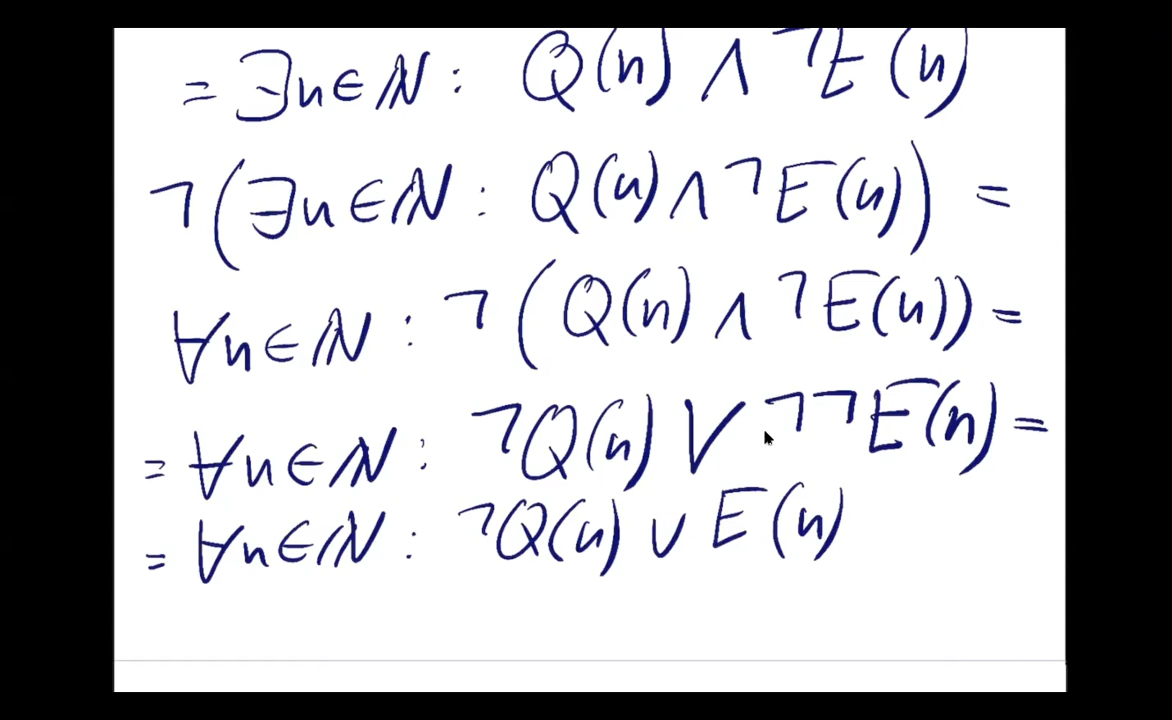 = ∃n∈ℕ: Q(n) ∧ ¬E(n)
¬(∃n∈ℕ: Q(n) ∧ ¬E(n)) =
∀n∈ℕ: ¬(Q(n) ∧ ¬E(n)) =
= ∀n∈ℕ: ¬Q(n) ∨ ¬¬E(n) =
= ∀n∈ℕ: ¬Q(n) ∨ E(n)